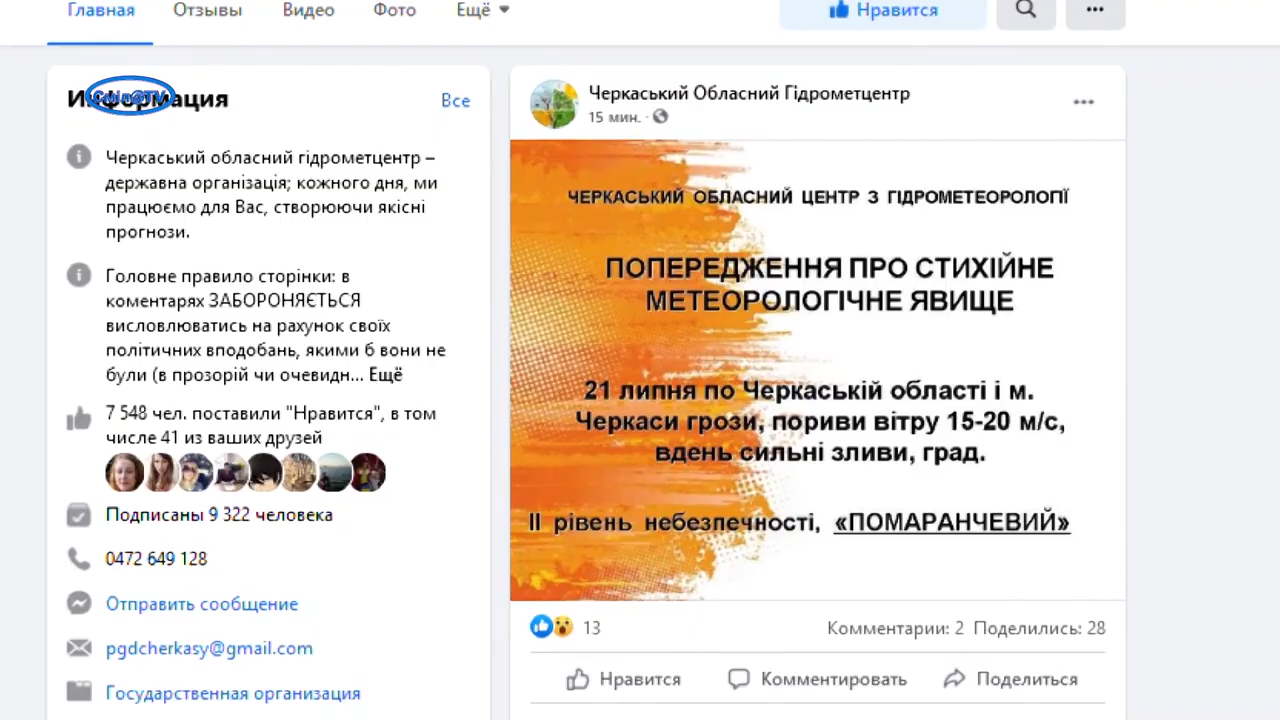 Главная
Отзывы
Видео
Фото
Ещё
Нравится
Информация
Все
Черкаський обласний гідрометцентр –
державна організація; кожного дня, ми
працюємо для Вас, створюючи якісні
прогнози.
Головне правило сторінки: в
коментарях ЗАБОРОНЯЄТЬСЯ
висловлюватись на рахунок своїх
політичних вподобань, якими б вони не
були (в прозорій чи очевидн... Ещё
7 548 чел. поставили "Нравится", в том
числе 41 из ваших друзей
Подписаны 9 322 человека
0472 649 128
Отправить сообщение
pgdcherkasy@gmail.com
Государственная организация
Черкаський Обласний Гідрометцентр
15 мин.
ЧЕРКАСЬКИЙ ОБЛАСНИЙ ЦЕНТР З ГІДРОМЕТЕОРОЛОГІЇ
ПОПЕРЕДЖЕННЯ ПРО СТИХІЙНЕ
МЕТЕОРОЛОГІЧНЕ ЯВИЩЕ
21 липня по Черкаській області і м.
Черкаси грози, пориви вітру 15-20 м/с,
вдень сильні зливи, град.
ІІ рівень небезпечності, «ПОМАРАНЧЕВИЙ»
13
Комментарии: 2 Поделились: 28
Нравится
Комментировать
Поделиться